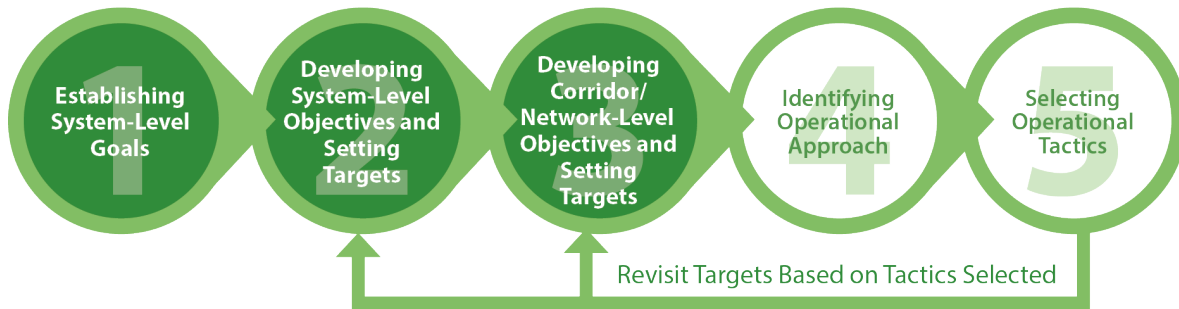 1
Establishing
System-Level
Goals
2
Developing
System-Level
Objectives and
Setting
Targets
3
Developing
Corridor/
Network-Level
Objectives and
Setting
Targets
4
Identifying
Operational
Approach
5
Selecting
Operational
Tactics
Revisit Targets Based on Tactics Selected